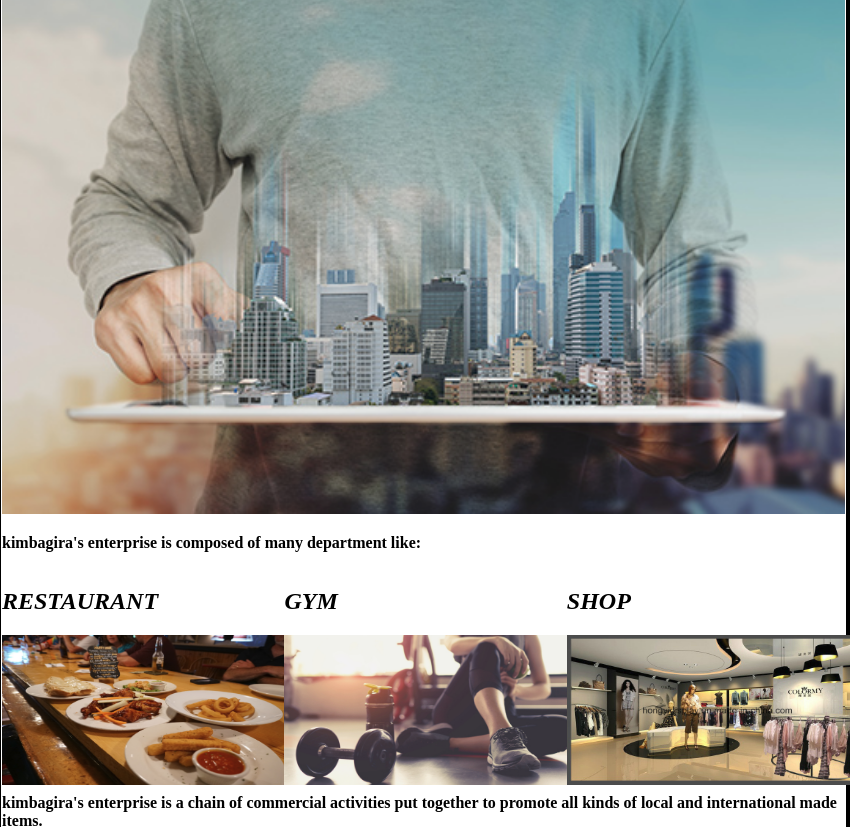 kimbagira's enterprise is composed of many department like:
RESTAURANT
GYM
SHOP
COLORMY
kimbagira's enterprise is a chain of commercial activities put together to promote all kinds of local and international made
items.